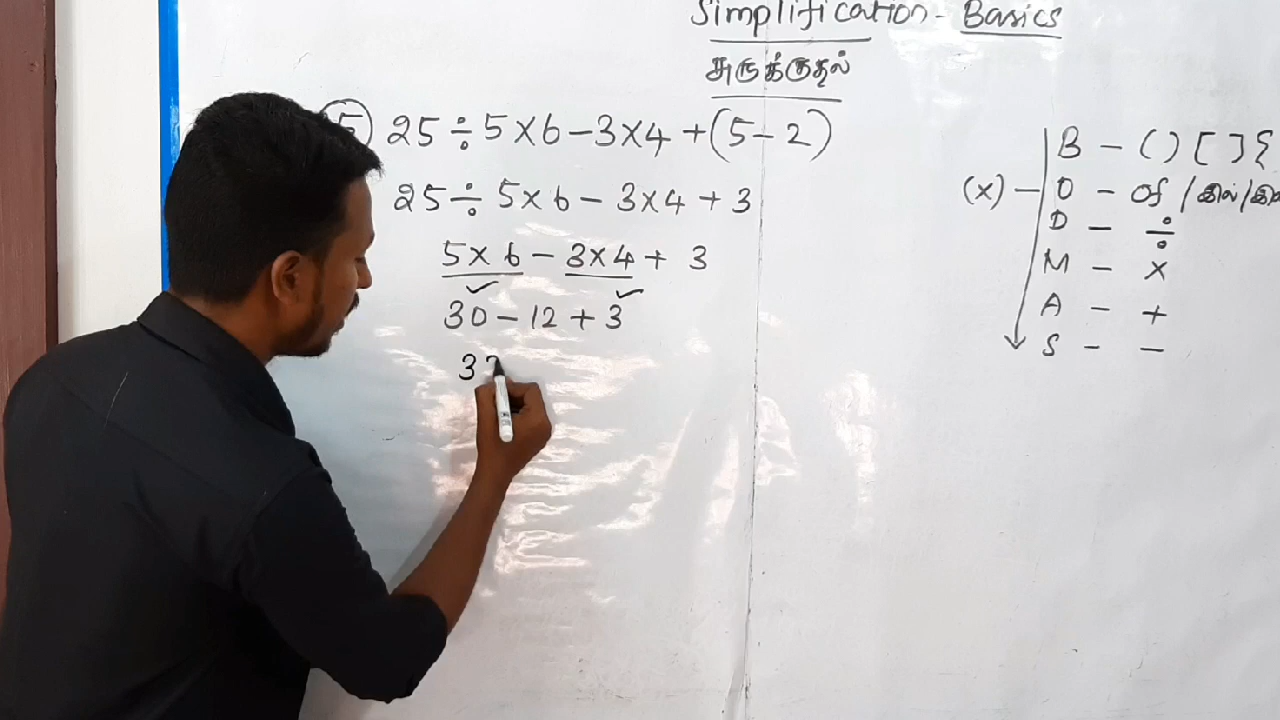 Simplification - Basics
சுருக்குதல்
5) 25 ÷ 5 × 6 - 3 × 4 + (5 - 2)
25 ÷ 5 × 6 - 3 × 4 + 3
5 × 6 - 3 × 4 + 3
30 - 12 + 3
3
B - ( ) [ ] {
(×) - O - of / இல் /
D - ÷
M - ×
A - +
S - -